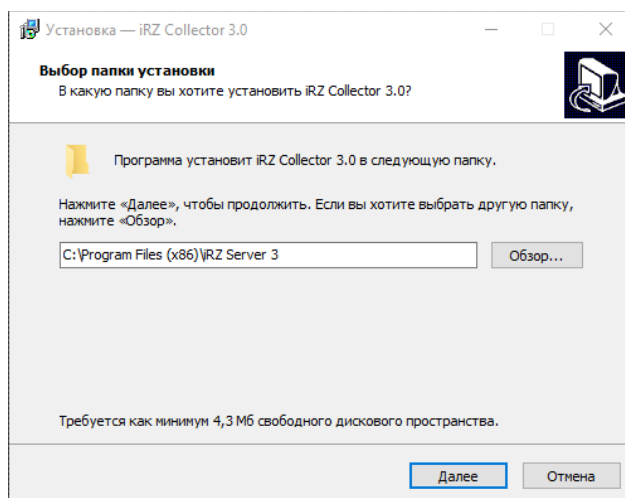 Установка — iRZ Collector 3.0
Выбор папки установки
В какую папку вы хотите установить iRZ Collector 3.0?
Программа установит iRZ Collector 3.0 в следующую папку.
Нажмите «Далее», чтобы продолжить. Если вы хотите выбрать другую папку,
нажмите «Обзор».
C:\Program Files (x86)\iRZ Server 3
Обзор...
Требуется как минимум 4,3 Мб свободного дискового пространства.
Далее
Отмена